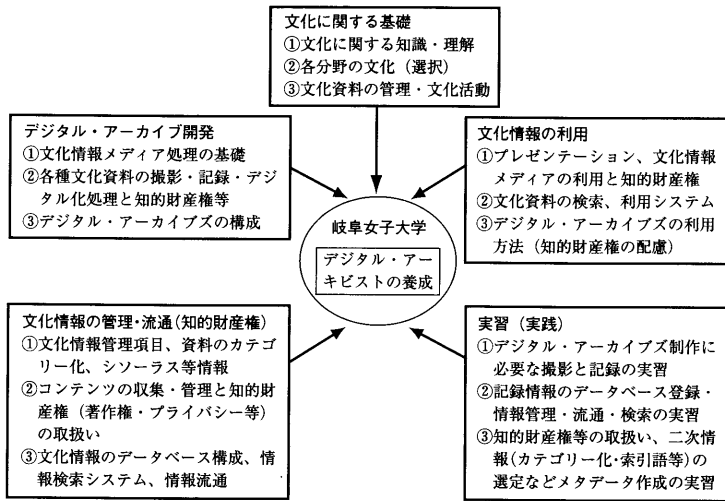 文化に関する基礎
①文化に関する知識・理解
②各分野の文化(選択)
③文化資料の管理・文化活動
デジタル・アーカイブ開発
①文化情報メディア処理の基礎
②各種文化資料の撮影・記録・デジ
タル化処理と知的財産権等
③デジタル・アーカイブズの構成
文化情報の利用
①プレゼンテーション、文化情報
メディアの利用と知的財産権
②文化資料の検索、利用システム
③デジタル・アーカイブズの利用
方法(知的財産権の配慮)
岐阜女子大学
デジタル・アー
キビストの養成
文化情報の管理・流通(知的財産権)
①文化情報管理項目、資料のカテゴ
リー化、シソーラス等情報
②コンテンツの収集・管理と知的財
産権(著作権・プライバシー等)
の取扱い
③文化情報のデータベース構成、情
報検索システム、情報流通
実習(実践)
①デジタル・アーカイブズ制作に
必要な撮影と記録の実習
②記録情報のデータベース登録・
情報管理・流通・検索の実習
③知的財産権等の取扱い、二次情
報(カテゴリー化・索引語等)の
選定などメタデータ作成の実習